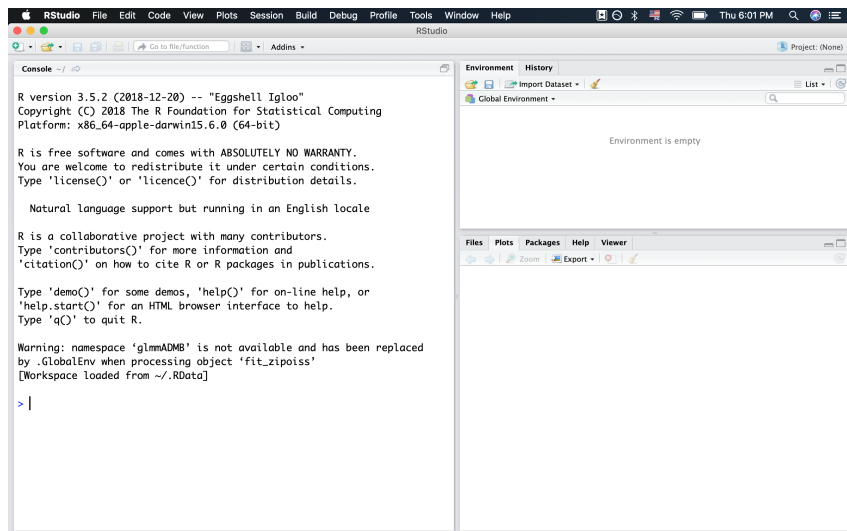 RStudio File Edit Code View Plots Session Build Debug Profile Tools Window Help Thu 6:01 PM
RStudio
Go to file/function Addins Project: (None)
Console ~/
R version 3.5.2 (2018-12-20) -- "Eggshell Igloo"
Copyright (C) 2018 The R Foundation for Statistical Computing
Platform: x86_64-apple-darwin15.6.0 (64-bit)
R is free software and comes with ABSOLUTELY NO WARRANTY.
You are welcome to redistribute it under certain conditions.
Type 'license()' or 'licence()' for distribution details.
Natural language support but running in an English locale
R is a collaborative project with many contributors.
Type 'contributors()' for more information and
'citation()' on how to cite R or R packages in publications.
Type 'demo()' for some demos, 'help()' for on-line help, or
'help.start()' for an HTML browser interface to help.
Type 'q()' to quit R.
Warning: namespace ‘glmmADMB’ is not available and has been replaced
by .GlobalEnv when processing object ‘fit_zipoiss’
[Workspace loaded from ~/.RData]
>
Environment History
Import Dataset List
Global Environment
Environment is empty
Files Plots Packages Help Viewer
Zoom Export